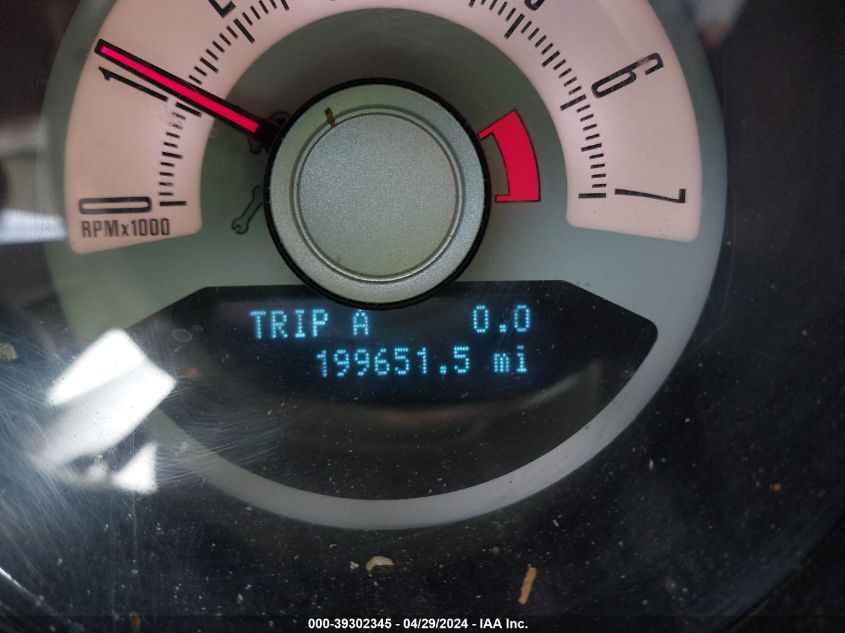 1
6
7
0
RPMx1000
TRIP A 0.0
199651.5 mi
000-39302345 - 04/29/2024 - IAA Inc.